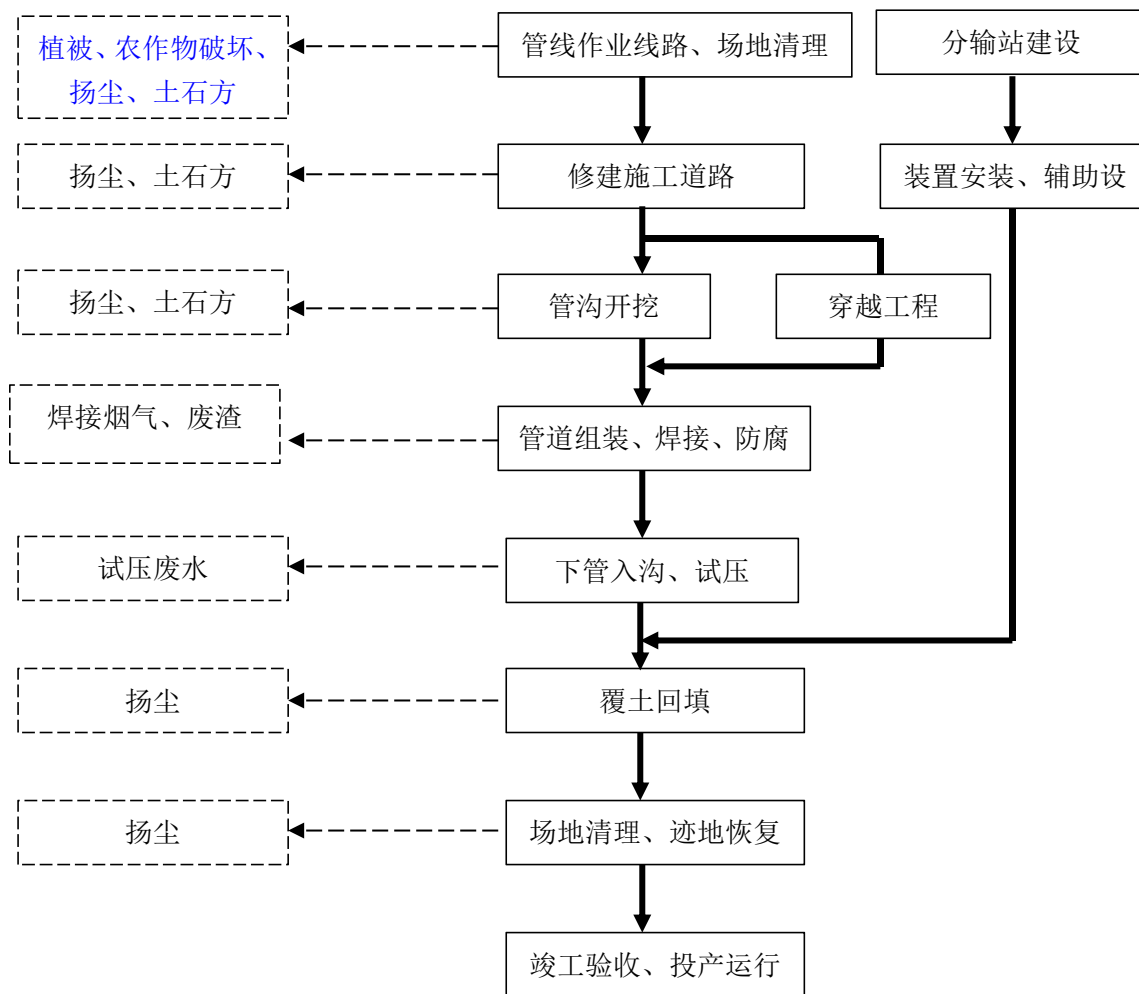 植被、农作物破坏、
扬尘、土石方
管线作业线路、场地清理
分输站建设
扬尘、土石方
修建施工道路
装置安装、辅助设
扬尘、土石方
管沟开挖
穿越工程
焊接烟气、废渣
管道组装、焊接、防腐
试压废水
下管入沟、试压
扬尘
覆土回填
扬尘
场地清理、迹地恢复
竣工验收、投产运行